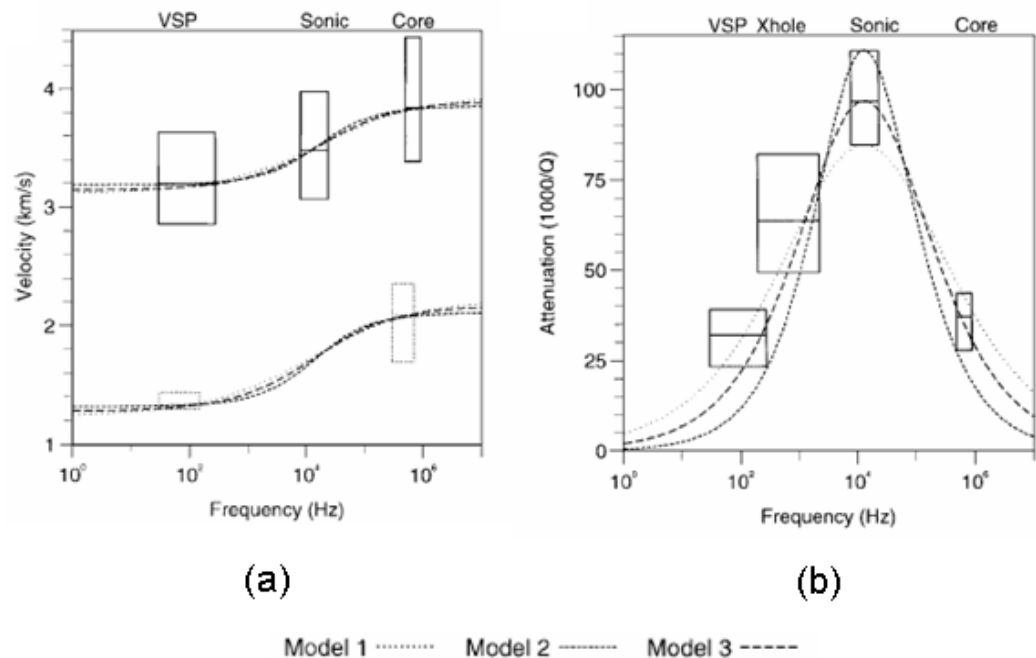 VSP Sonic Core
4
3
2
1
Velocity (km/s)
10⁰ 10² 10⁴ 10⁶
Frequency (Hz)
(a)
VSP Xhole Sonic Core
100
75
50
25
0
Attenuation (1000/Q)
10⁰ 10² 10⁴ 10⁶
Frequency (Hz)
(b)
Model 1 Model 2 Model 3